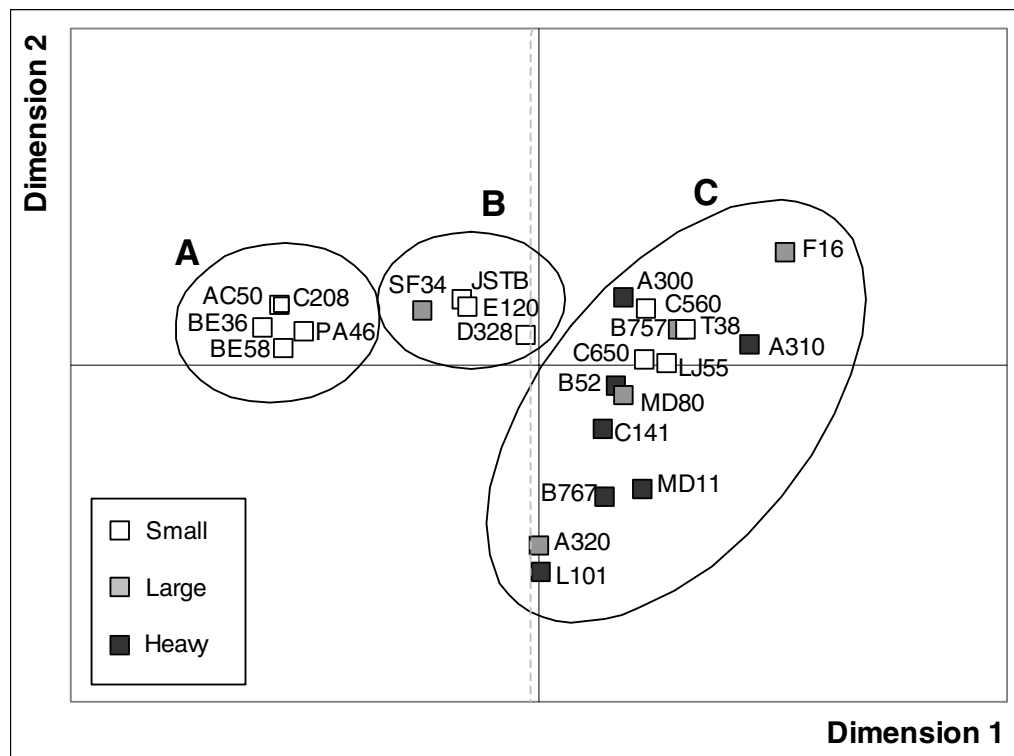 Dimension 2
A
B
C
F16
A300
C560
B757
T38
A310
C650
LJ55
B52
MD80
C141
MD11
B767
A320
L101
SF34
JSTB
E120
D328
AC50
C208
BE36
PA46
BE58
Small
Large
Heavy
Dimension 1